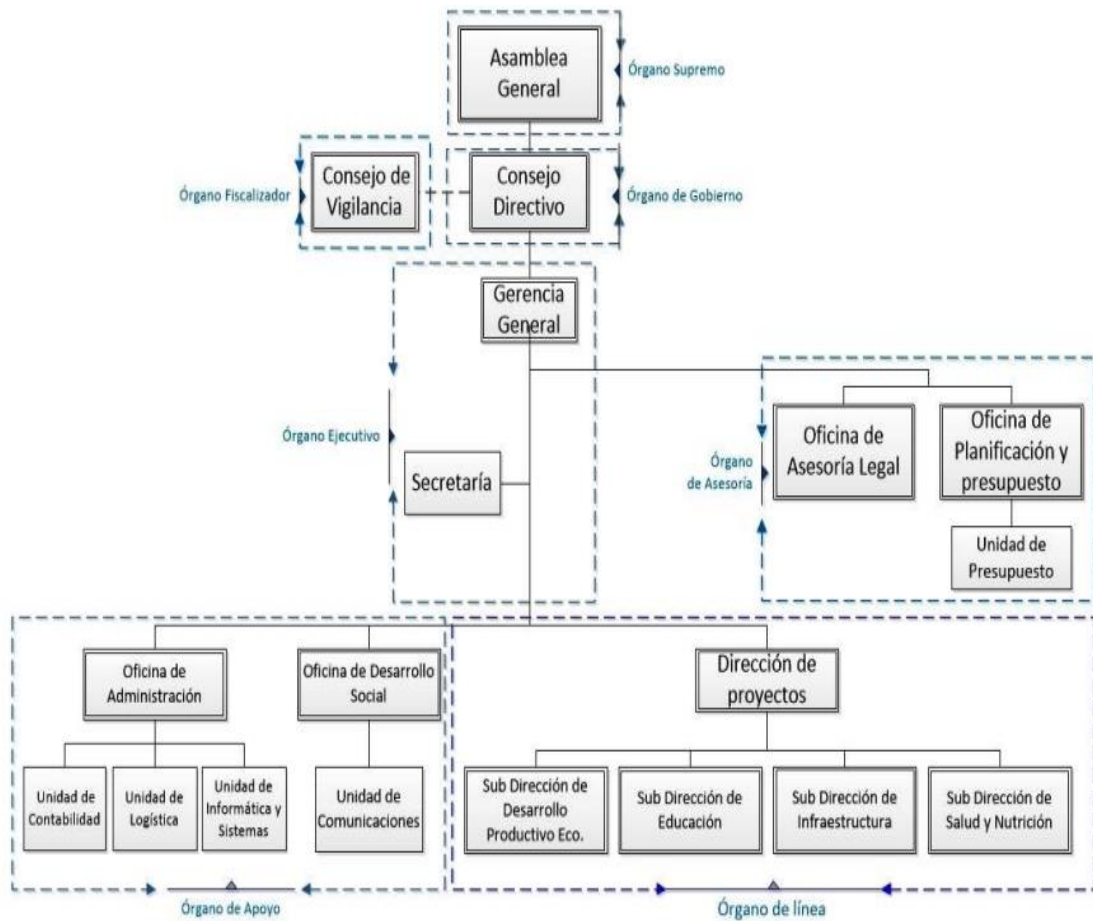 Asamblea
General
Órgano Supremo
Consejo de
Vigilancia
Órgano Fiscalizador
Consejo
Directivo
Órgano de Gobierno
Gerencia
General
Órgano Ejecutivo
Secretaría
Órgano
de Asesoría
Oficina de
Asesoría Legal
Oficina de
Planificación y
presupuesto
Unidad de
Presupuesto
Oficina de
Administración
Oficina de Desarrollo
Social
Dirección de
proyectos
Unidad de
Contabilidad
Unidad de
Logística
Unidad de
Informática y
Sistemas
Unidad de
Comunicaciones
Sub Dirección de
Desarrollo
Productivo Eco.
Sub Dirección de
Educación
Sub Dirección de
Infraestructura
Sub Dirección de
Salud y Nutrición
Órgano de Apoyo
Órgano de línea